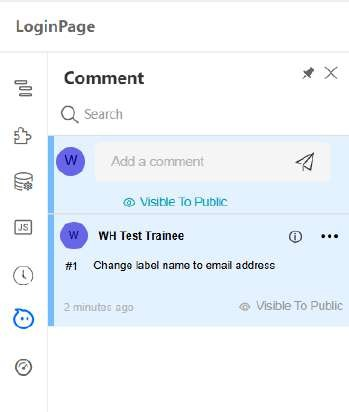 LoginPage
Comment
Search
W
Add a comment
Visible To Public
W
WH Test Trainee
#1 Change label name to email address
2 minutes ago
Visible To Public
JS